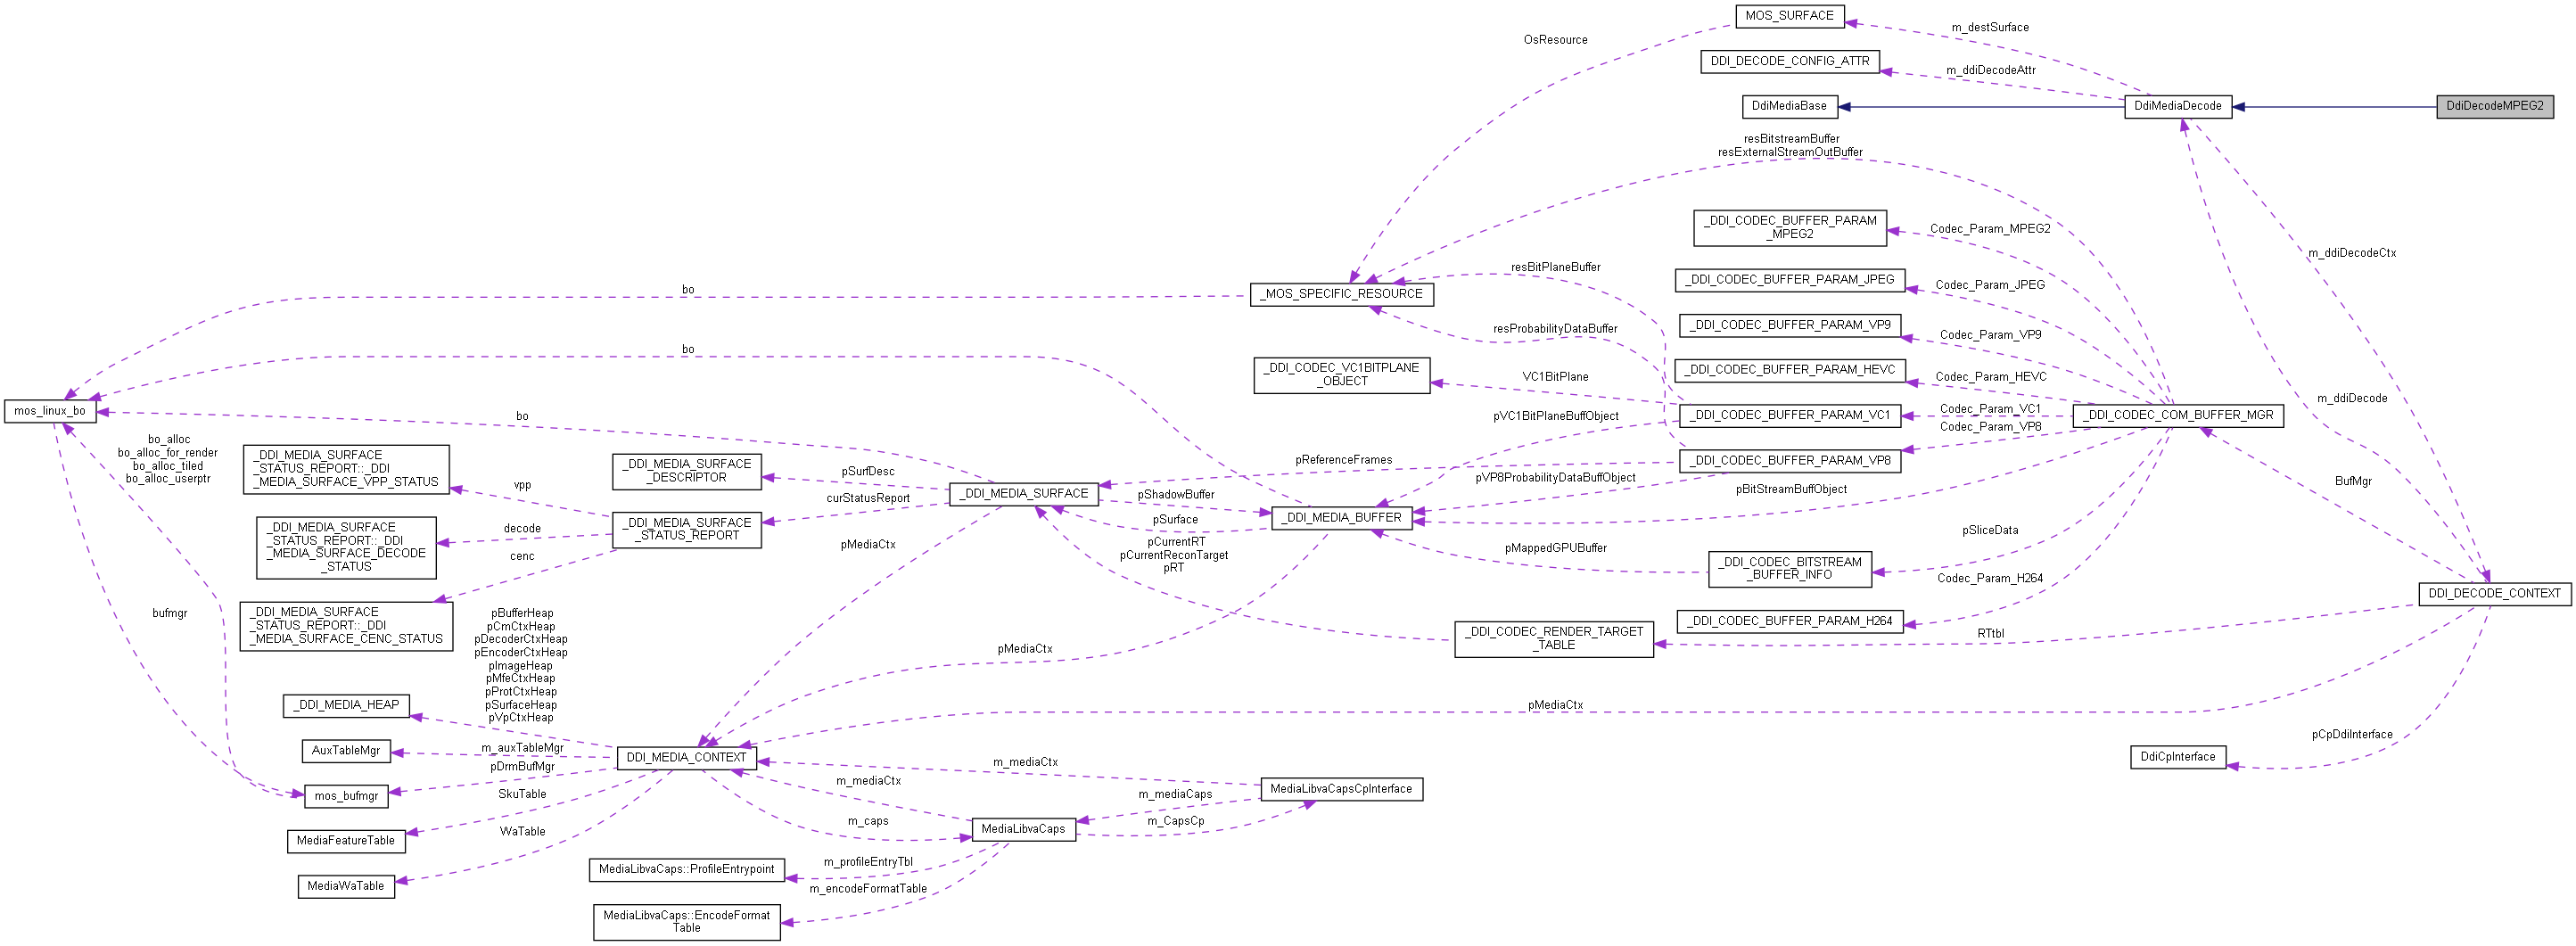 MOS_SURFACE
m_destSurface
OsResource
DDI_DECODE_CONFIG_ATTR
m_ddiDecodeAttr
DdiMediaBase
DdiMediaDecode
DdiDecodeMPEG2
resBitstreamBuffer
resExternalStreamOutBuffer
_DDI_CODEC_BUFFER_PARAM
_MPEG2
Codec_Param_MPEG2
m_ddiDecodeCtx
resBitPlaneBuffer
_DDI_CODEC_BUFFER_PARAM_JPEG
Codec_Param_JPEG
bo
_MOS_SPECIFIC_RESOURCE
resProbabilityDataBuffer
_DDI_CODEC_BUFFER_PARAM_VP9
Codec_Param_VP9
bo
_DDI_CODEC_VC1BITPLANE
_OBJECT
VC1BitPlane
_DDI_CODEC_BUFFER_PARAM_HEVC
Codec_Param_HEVC
m_ddiDecode
mos_linux_bo
bo
pVC1BitPlaneBuffObject
_DDI_CODEC_BUFFER_PARAM_VC1
Codec_Param_VC1
_DDI_CODEC_COM_BUFFER_MGR
Codec_Param_VP8
bo_alloc
bo_alloc_for_render
bo_alloc_tiled
bo_alloc_userptr
_DDI_MEDIA_SURFACE
_STATUS_REPORT::_DDI
_MEDIA_SURFACE_VPP_STATUS
vpp
_DDI_MEDIA_SURFACE
_DESCRIPTOR
pSurfDesc
curStatusReport
_DDI_MEDIA_SURFACE
pReferenceFrames
_DDI_CODEC_BUFFER_PARAM_VP8
pVP8ProbabilityDataBuffObject
pBitStreamBuffObject
BufMgr
pShadowBuffer
pSurface
_DDI_MEDIA_BUFFER
_DDI_MEDIA_SURFACE
_STATUS_REPORT
_DDI_MEDIA_SURFACE
_STATUS_REPORT::_DDI
_MEDIA_SURFACE_DECODE
_STATUS
decode
cenc
pMediaCtx
pCurrentRT
pCurrentReconTarget
pRT
pMappedGPUBuffer
_DDI_CODEC_BITSTREAM
_BUFFER_INFO
pSliceData
Codec_Param_H264
DDI_DECODE_CONTEXT
_DDI_MEDIA_SURFACE
_STATUS_REPORT::_DDI
_MEDIA_SURFACE_CENC_STATUS
bufmgr
pBufferHeap
pCmCtxHeap
pDecoderCtxHeap
pEncoderCtxHeap
pImageHeap
pMfeCtxHeap
pProtCtxHeap
pSurfaceHeap
pVpCtxHeap
pMediaCtx
_DDI_CODEC_RENDER_TARGET
_TABLE
_DDI_CODEC_BUFFER_PARAM_H264
RTtbl
_DDI_MEDIA_HEAP
pMediaCtx
AuxTableMgr
m_auxTableMgr
DDI_MEDIA_CONTEXT
pCpDdiInterface
DdiCpInterface
pDrmBufMgr
mos_bufmgr
SkuTable
m_mediaCtx
m_mediaCtx
MediaLibvaCapsCpInterface
m_mediaCaps
m_CapsCp
MediaFeatureTable
WaTable
m_caps
MediaLibvaCaps
MediaWaTable
MediaLibvaCaps::ProfileEntrypoint
m_profileEntryTbl
m_encodeFormatTable
MediaLibvaCaps::EncodeFormat
Table